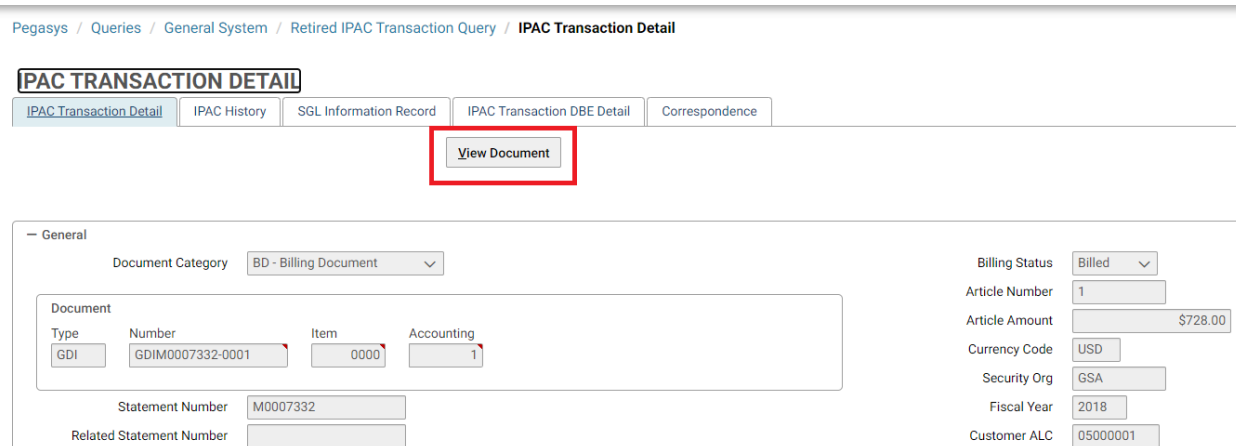 Pegasys / Queries / General System / Retired IPAC Transaction Query / IPAC Transaction Detail
IPAC TRANSACTION DETAIL
IPAC Transaction Detail IPAC History SGL Information Record IPAC Transaction DBE Detail Correspondence
View Document
General
Document Category BD - Billing Document Billing Status Billed
Article Number 1
Document
Article Amount $728.00
Type Number Item Accounting
GDI GDIM0007332-0001 0000 1
Currency Code USD
Security Org GSA
Statement Number M0007332 Fiscal Year 2018
Related Statement Number Customer ALC 05000001